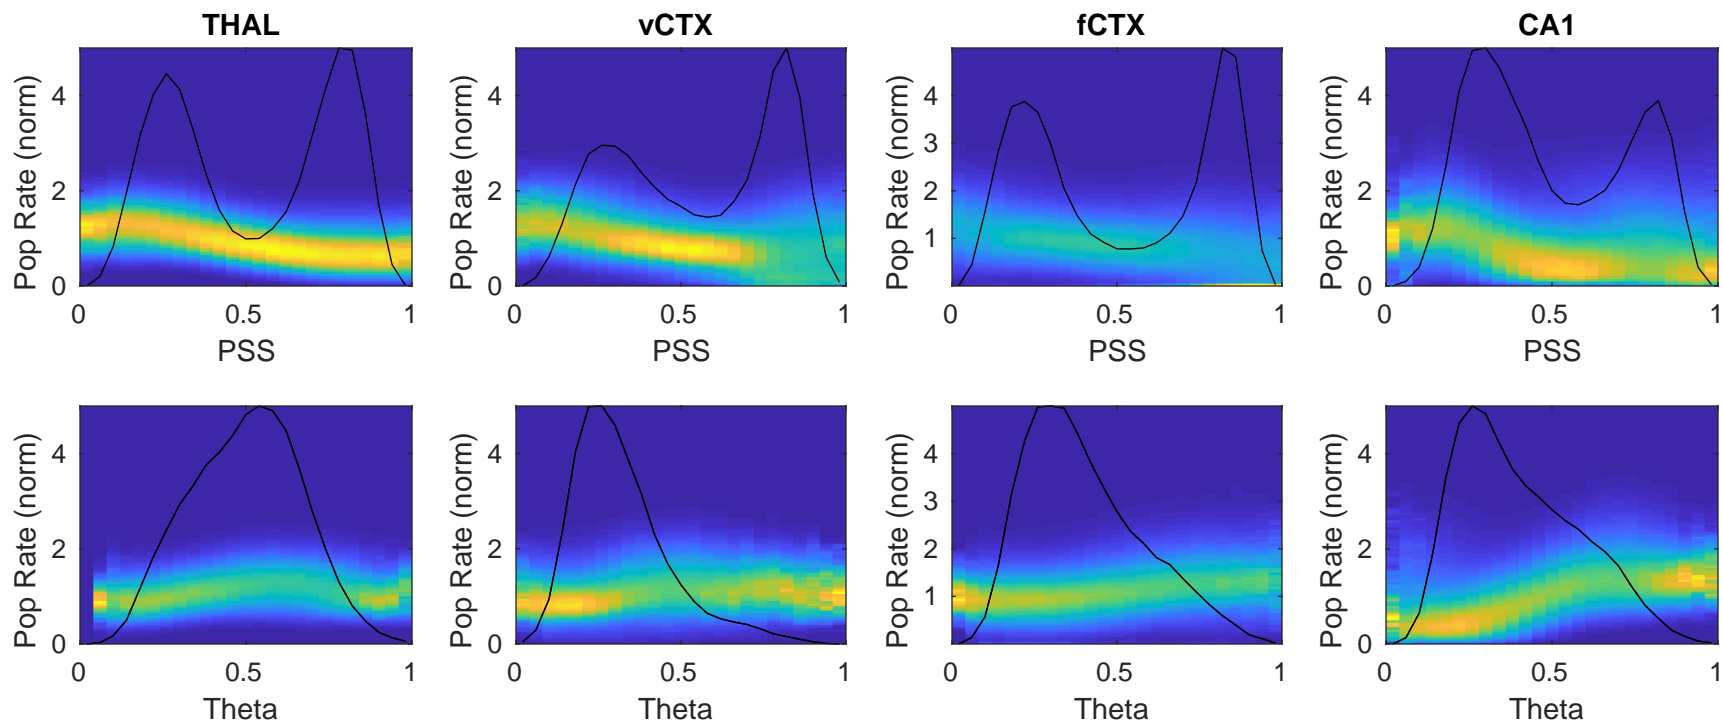 THAL vCTX fCTX CA1
Pop Rate (norm) Pop Rate (norm) Pop Rate (norm) Pop Rate (norm)
4 4 4 4
3
2 2 2 2
1
0 0 0 0
0 0.5 1 0 0.5 1 0 0.5 1 0 0.5 1
PSS PSS PSS PSS
Pop Rate (norm) Pop Rate (norm) Pop Rate (norm) Pop Rate (norm)
4 4 4 4
3
2 2 2 2
1
0 0 0 0
0 0.5 1 0 0.5 1 0 0.5 1 0 0.5 1
Theta Theta Theta Theta